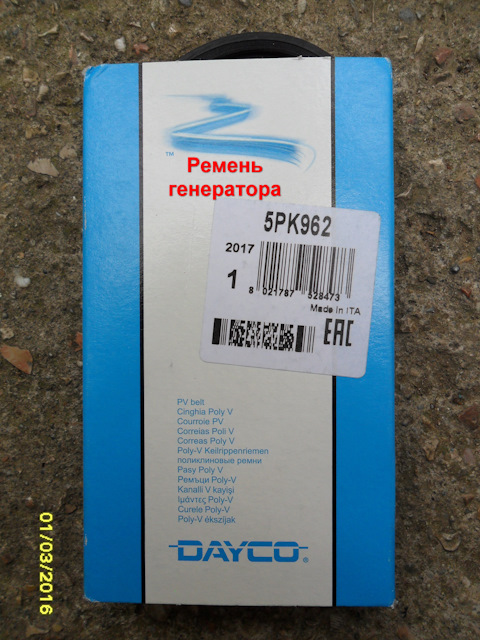 ™
Ремень
генератора
5PK962
2017
1
8 021787 528473
Made in ITA
EAC
PV belt
Cinghia Poly V
Courroie PV
Correias Poli V
Correas Poly V
Poly-V Keilrippenriemen
поликлиновые ремни
Pasy Poly V
Ремъци Poly-V
Kanalli V kayişi
Ιμάντες Poly-V
Curele Poly-V
Poly-V ékszíjak
DAYCO®
01/03/2016